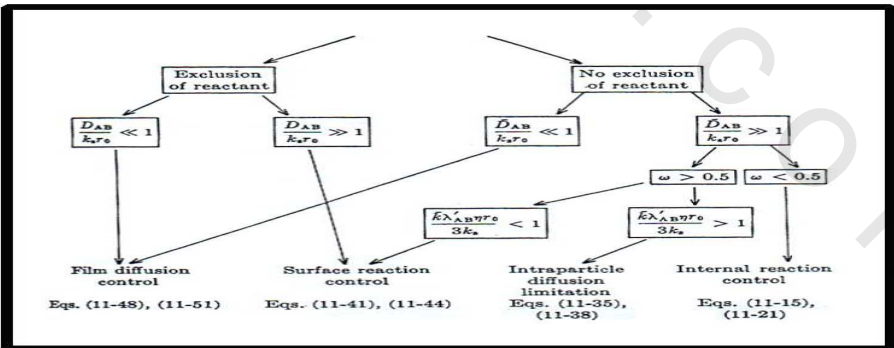 Exclusion
of reactant
No exclusion
of reactant
D_AB / k_s r_0 ≪ 1
D_AB / k_s r_0 ≫ 1
D̄_AB / k_s r_0 ≪ 1
D̄_AB / k_s r_0 ≫ 1
ω > 0.5
ω < 0.5
k̄λ′_AB η r_0 / 3k_s < 1
k̄λ′_AB η r_0 / 3k_s > 1
Film diffusion
control
Eqs. (11-48), (11-51)
Surface reaction
control
Eqs. (11-41), (11-44)
Intraparticle
diffusion
limitation
Eqs. (11-35),
(11-38)
Internal reaction
control
Eqs. (11-15),
(11-21)